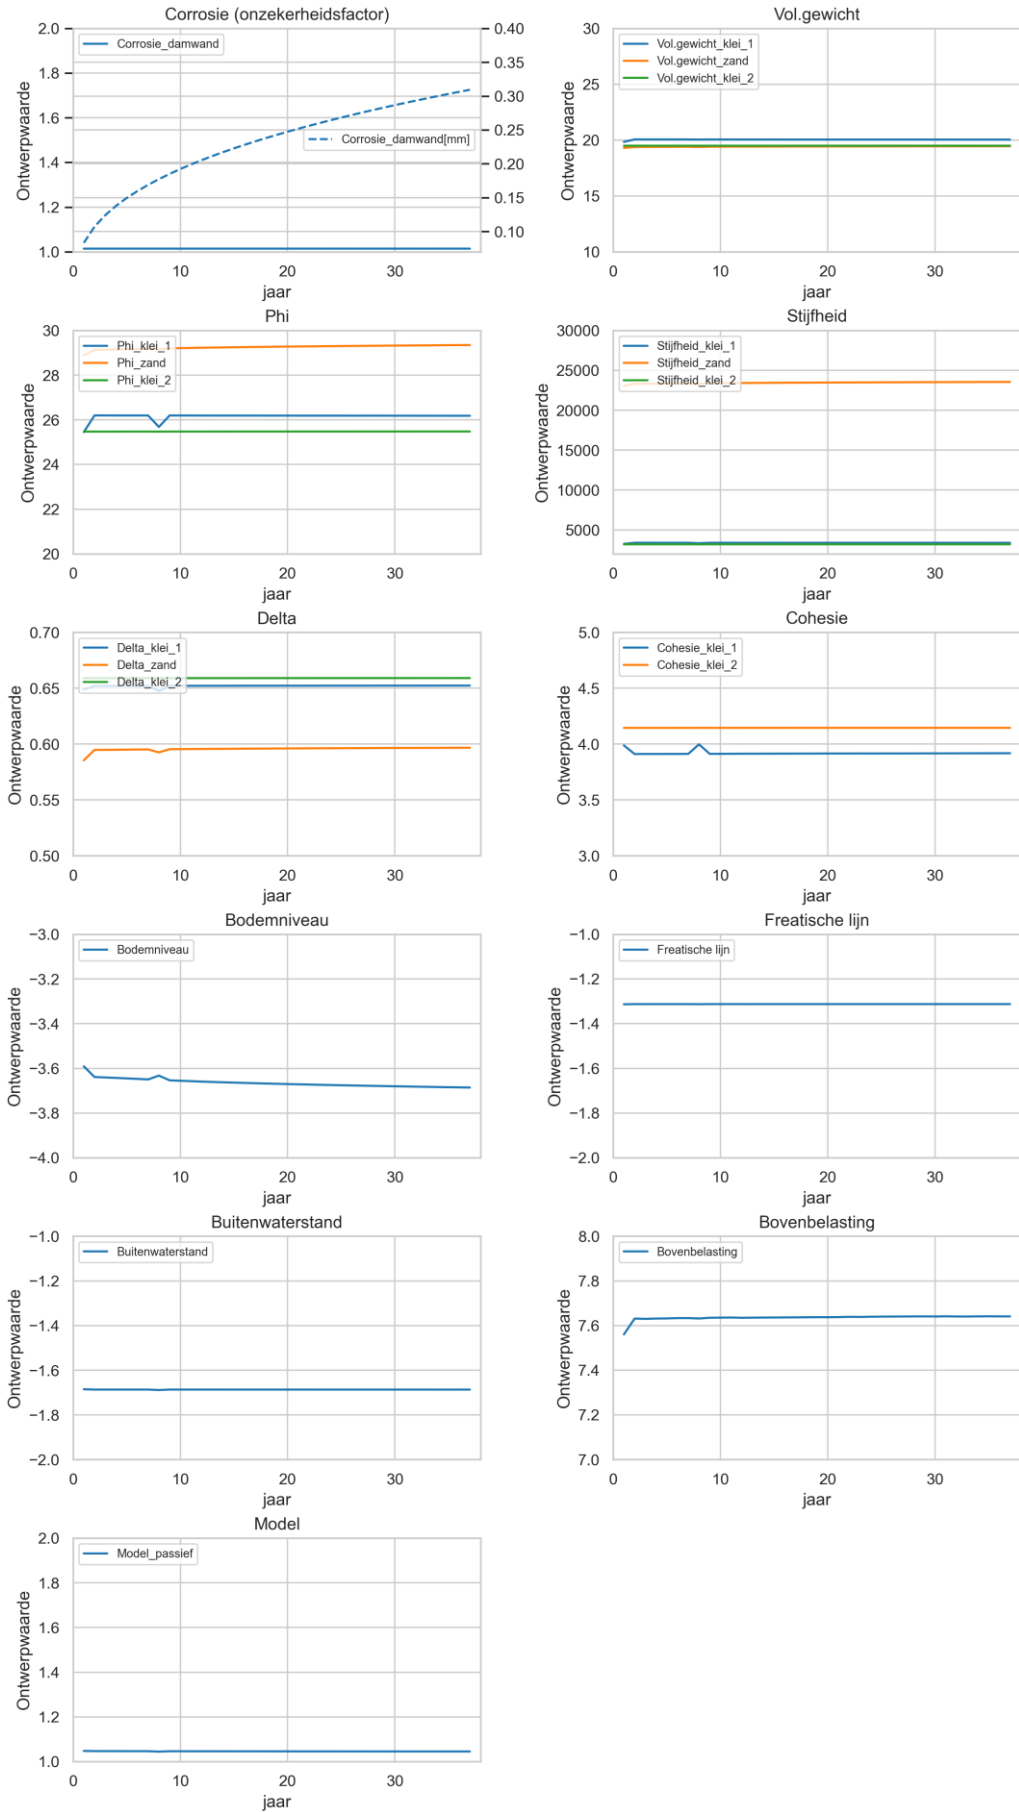 Corrosie (onzekerheidsfactor)
Ontwerpwaarde
2.0
1.8
1.6
1.4
1.2
1.0
0.40
0.35
0.30
0.25
0.20
0.15
0.10
Corrosie_damwand
Corrosie_damwand[mm]
0 10 20 30
jaar
Vol.gewicht
Ontwerpwaarde
30
25
20
15
10
Vol.gewicht_klei_1
Vol.gewicht_zand
Vol.gewicht_klei_2
0 10 20 30
jaar
Phi
Ontwerpwaarde
30
28
26
24
22
20
Phi_klei_1
Phi_zand
Phi_klei_2
0 10 20 30
jaar
Stijfheid
Ontwerpwaarde
30000
25000
20000
15000
10000
5000
Stijfheid_klei_1
Stijfheid_zand
Stijfheid_klei_2
0 10 20 30
jaar
Delta
Ontwerpwaarde
0.70
0.65
0.60
0.55
0.50
Delta_klei_1
Delta_zand
Delta_klei_2
0 10 20 30
jaar
Cohesie
Ontwerpwaarde
5.0
4.5
4.0
3.5
3.0
Cohesie_klei_1
Cohesie_klei_2
0 10 20 30
jaar
Bodemniveau
Ontwerpwaarde
−3.0
−3.2
−3.4
−3.6
−3.8
−4.0
Bodemniveau
0 10 20 30
jaar
Freatische lijn
Ontwerpwaarde
−1.0
−1.2
−1.4
−1.6
−1.8
−2.0
Freatische lijn
0 10 20 30
jaar
Buitenwaterstand
Ontwerpwaarde
−1.0
−1.2
−1.4
−1.6
−1.8
−2.0
Buitenwaterstand
0 10 20 30
jaar
Bovenbelasting
Ontwerpwaarde
8.0
7.8
7.6
7.4
7.2
7.0
Bovenbelasting
0 10 20 30
jaar
Model
Ontwerpwaarde
2.0
1.8
1.6
1.4
1.2
1.0
Model_passief
0 10 20 30
jaar